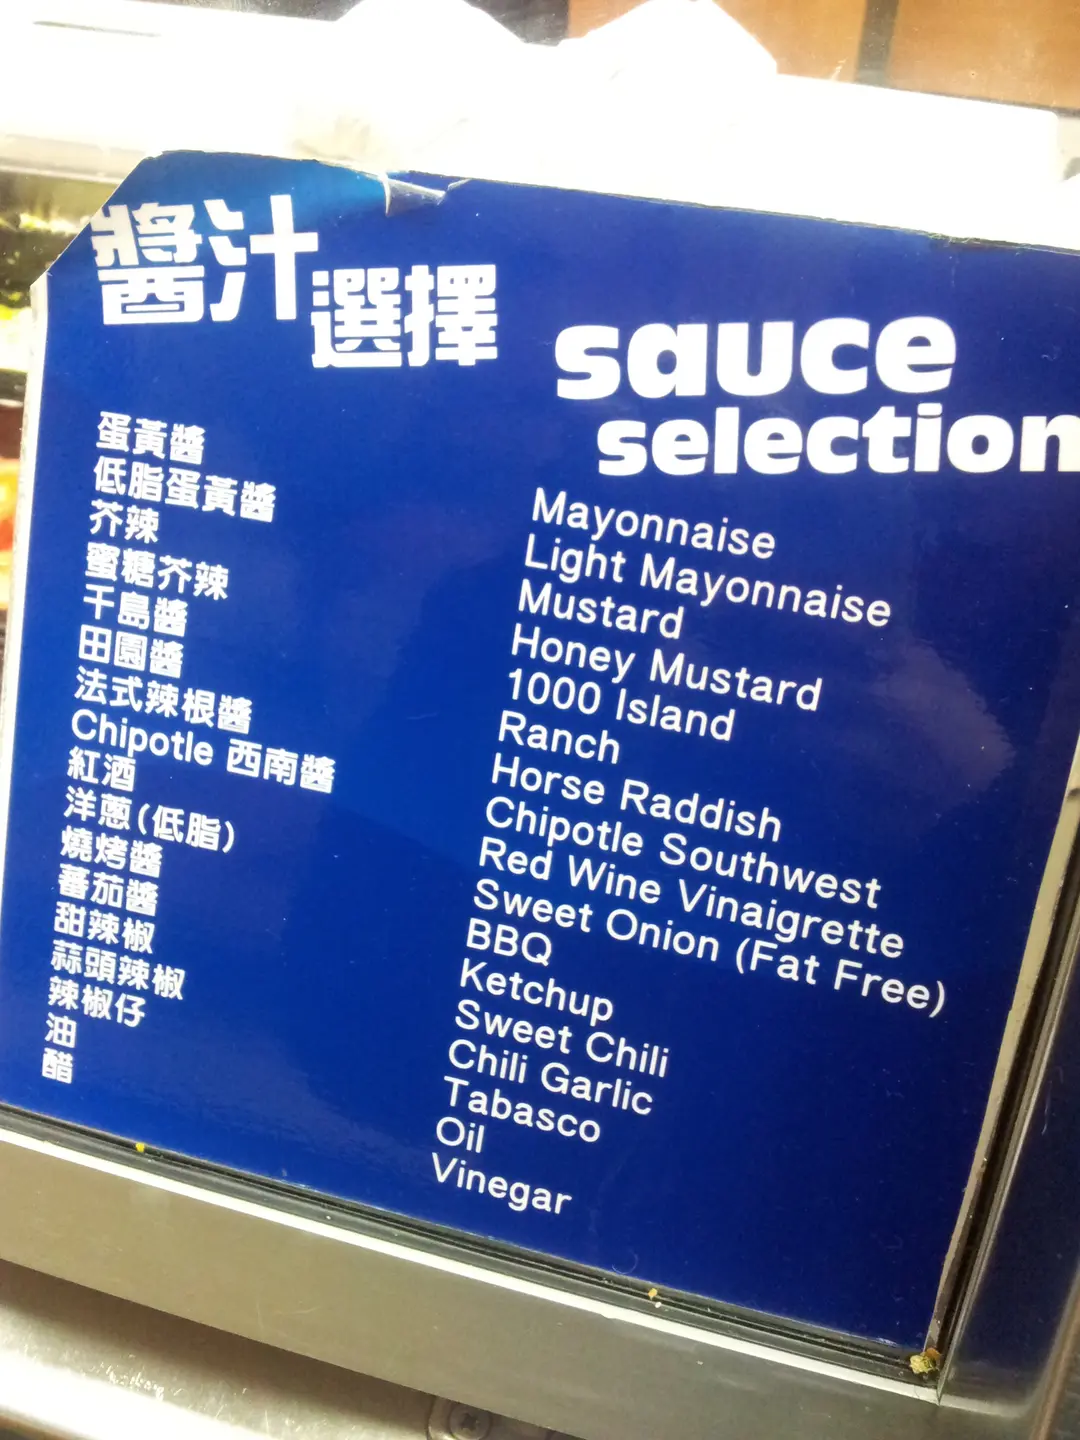 醬汁選擇
蛋黃醬
低脂蛋黃醬
芥辣
蜜糖芥辣
千島醬
田園醬
法式辣根醬
Chipotle 西南醬
紅酒
洋蔥(低脂)
燒烤醬
蕃茄醬
甜辣椒
蒜頭辣椒
辣椒仔
油
醋
sauce
selection
Mayonnaise
Light Mayonnaise
Mustard
Honey Mustard
1000 Island
Ranch
Horse Raddish
Chipotle Southwest
Red Wine Vinaigrette
Sweet Onion (Fat Free)
BBQ
Ketchup
Sweet Chili
Chili Garlic
Tabasco
Oil
Vinegar